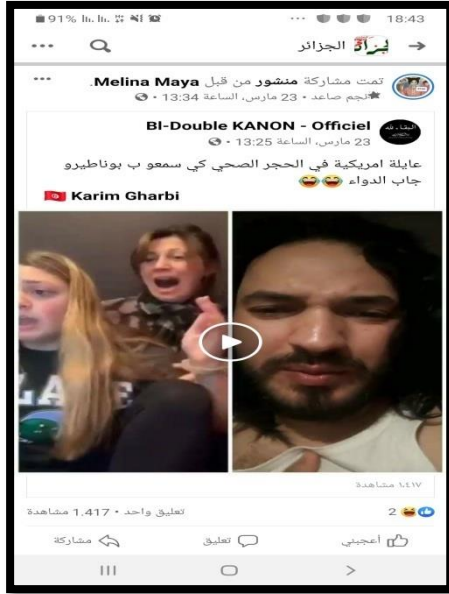 91% 18:43
الجزائر
تمت مشاركة منشور من قبل Melina Maya.
نجم صاعد • 23 مارس، الساعة 13:34
Bl-Double KANON - Officiel
23 مارس، الساعة 13:25
عايلة امريكية في الحجر الصحي كي سمعو ب بوناطيرو
جاب الدواء 😂😂
Karim Gharbi
١،٤١٧ مشاهدة
2 تعليق واحد • 1.417 مشاهدة
أعجبني تعليق مشاركة